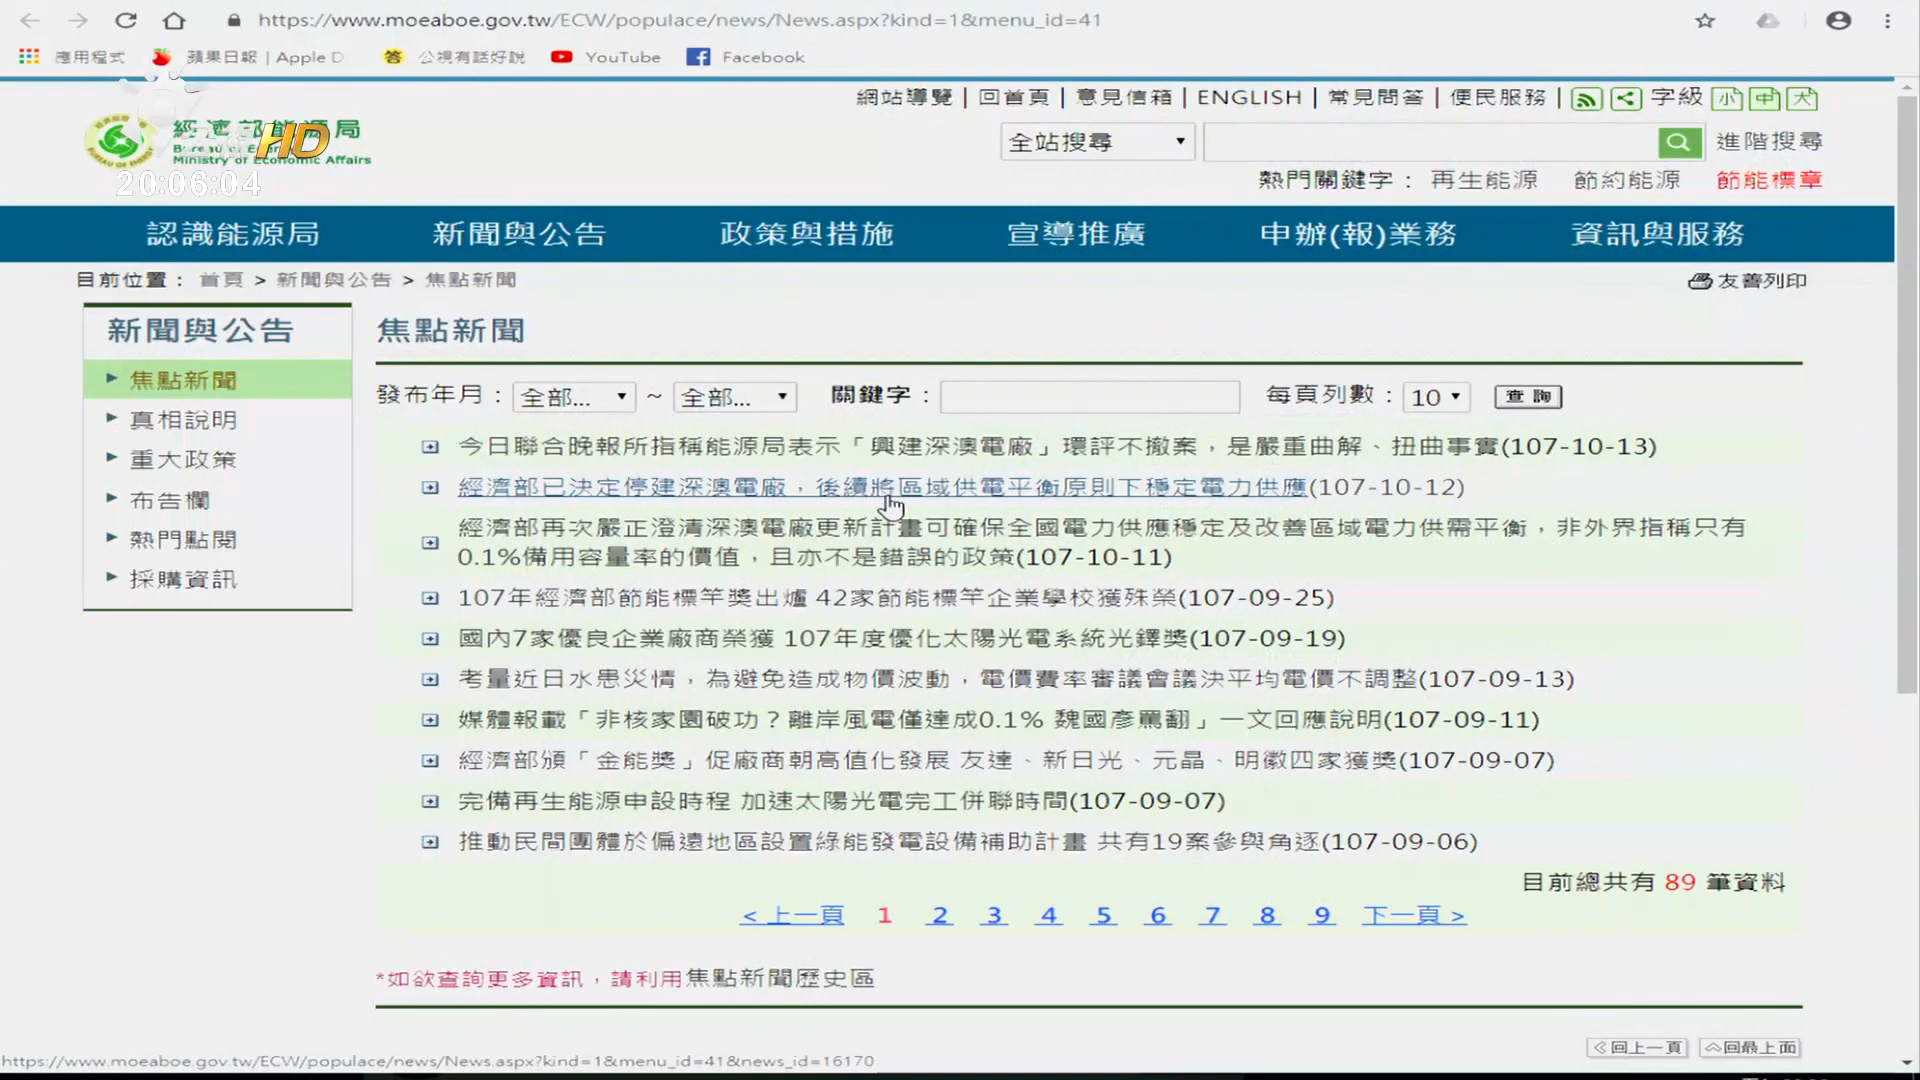 https://www.moeaboe.gov.tw/ECW/populace/news/News.aspx?kind=1&menu_id=41
應用程式 蘋果日報 | Apple D 公視有話好說 YouTube Facebook
網站導覽 | 回首頁 | 意見信箱 | ENGLISH | 常見問答 | 便民服務 | 字級 小 中 大
經濟部能源局
Ministry of Economic Affairs
HD
20:06:04
全站搜尋 進階搜尋
熱門關鍵字： 再生能源 節約能源 節能標章
認識能源局 新聞與公告 政策與措施 宣導推廣 申辦(報)業務 資訊與服務
目前位置： 首頁 > 新聞與公告 > 焦點新聞 友善列印
新聞與公告
焦點新聞
真相說明
重大政策
布告欄
熱門點閱
採購資訊
焦點新聞
發布年月： 全部... ~ 全部... 關鍵字： 每頁列數： 10 查詢
今日聯合晚報所指稱能源局表示「興建深澳電廠」環評不撤案，是嚴重曲解、扭曲事實(107-10-13)
經濟部已決定停建深澳電廠，後續將區域供電平衡原則下穩定電力供應(107-10-12)
經濟部再次嚴正澄清深澳電廠更新計畫可確保全國電力供應穩定及改善區域電力供需平衡，非外界指稱只有
0.1%備用容量率的價值，且亦不是錯誤的政策(107-10-11)
107年經濟部節能標竿獎出爐 42家節能標竿企業學校獲殊榮(107-09-25)
國內7家優良企業廠商榮獲 107年度優化太陽光電系統光鐸獎(107-09-19)
考量近日水患災情，為避免造成物價波動，電價費率審議會議決平均電價不調整(107-09-13)
媒體報載「非核家園破功？離岸風電僅達成0.1% 魏國彥罵翻」一文回應說明(107-09-11)
經濟部頒「金能獎」促廠商朝高值化發展 友達、新日光、元晶、明徽四家獲獎(107-09-07)
完備再生能源申設時程 加速太陽光電完工併聯時間(107-09-07)
推動民間團體於偏遠地區設置綠能發電設備補助計畫 共有19案參與角逐(107-09-06)
目前總共有 89 筆資料
< 上一頁 1 2 3 4 5 6 7 8 9 下一頁 >
*如欲查詢更多資訊，請利用焦點新聞歷史區
回上一頁 回最上面
https://www.moeaboe.gov.tw/ECW/populace/news/News.aspx?kind=1&menu_id=41&news_id=16170